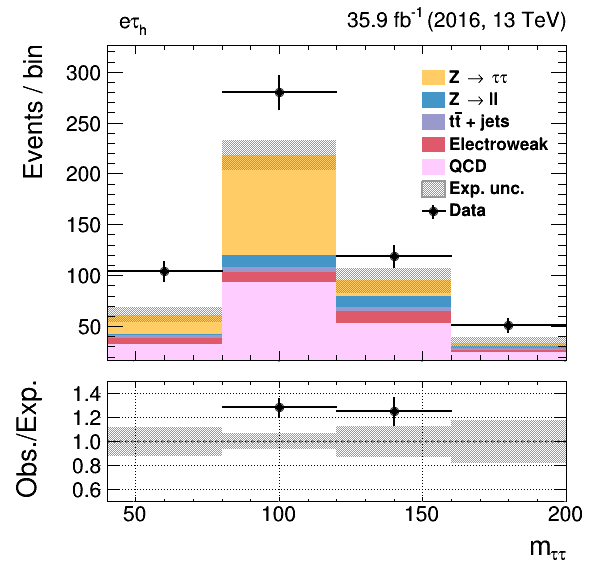 eτh 35.9 fb-1 (2016, 13 TeV)
Events / bin
300
250
200
150
100
50
Z → ττ
Z → ll
tt̄ + jets
Electroweak
QCD
Exp. unc.
Data
Obs./Exp.
1.4
1.2
1.0
0.8
0.6
50 100 150 200
mττ